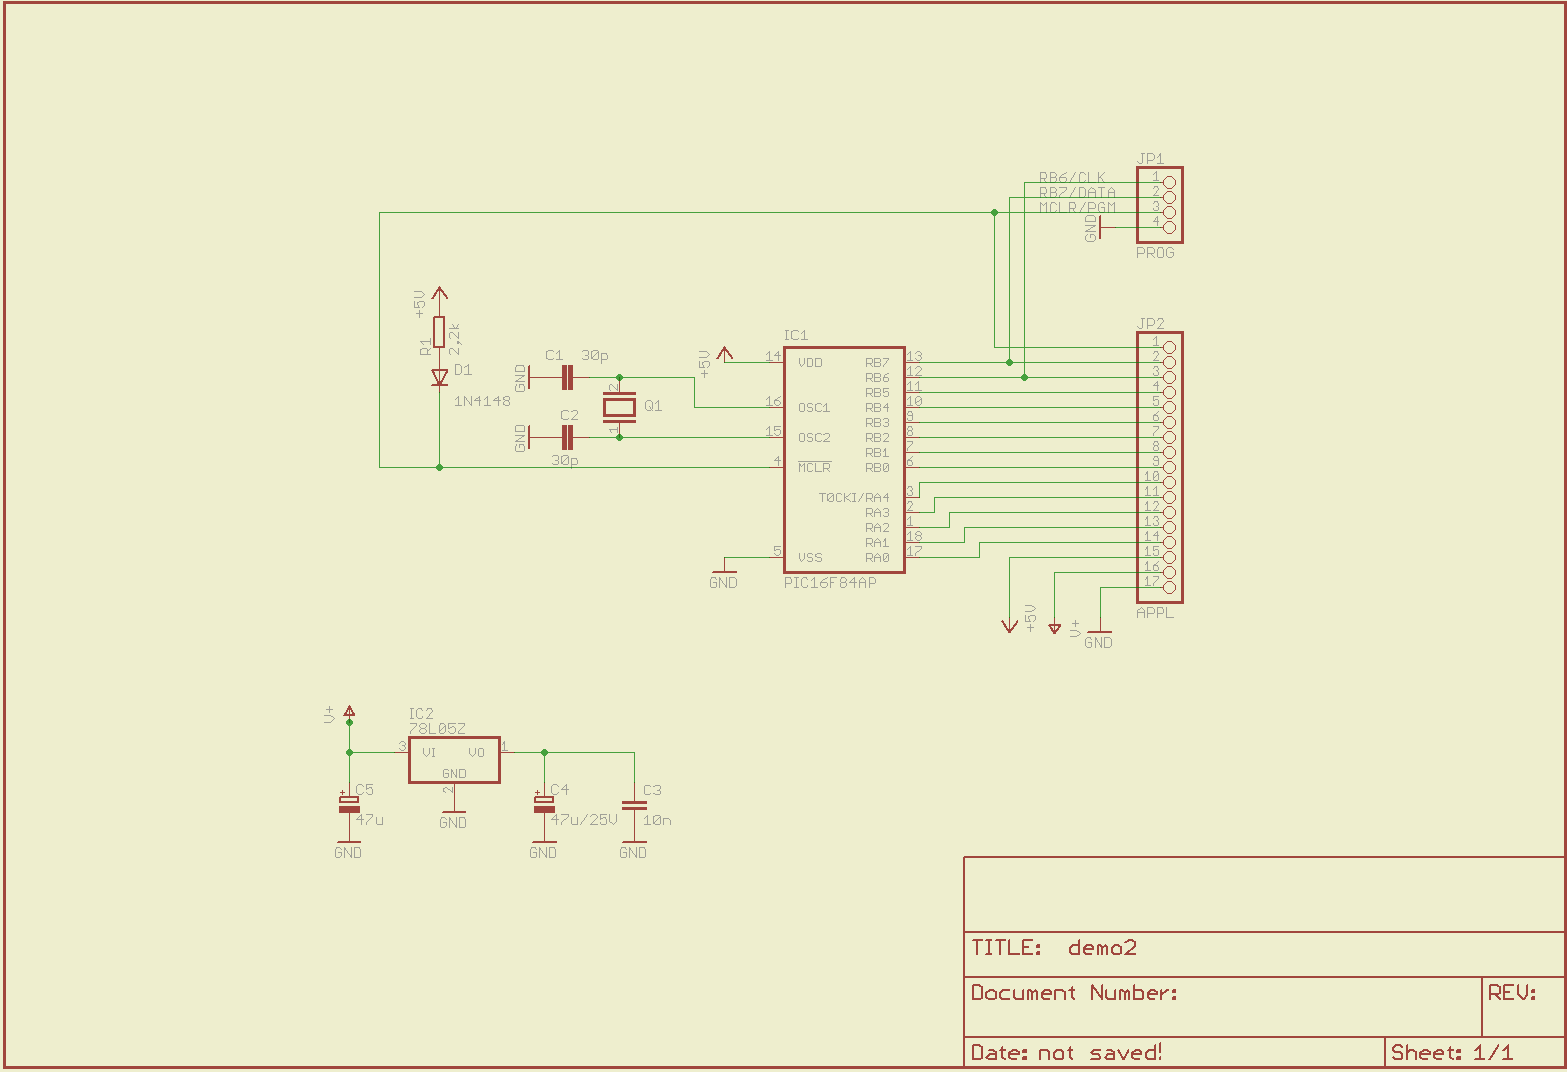 JP1
RB6/CLK
RB7/DATA
MCLR/PGM
GND
1
2
3
4
PROG
+5V
R1
2,2k
D1
1N4148
C1
30p
GND
C2
30p
GND
2
Q1
1
+5V
IC1
14
16
15
4
5
VDD
OSC1
OSC2
MCLR
VSS
RB7
RB6
RB5
RB4
RB3
RB2
RB1
RB0
T0CKI/RA4
RA3
RA2
RA1
RA0
13
12
11
10
9
8
7
6
3
2
1
18
17
PIC16F84AP
GND
JP2
1
2
3
4
5
6
7
8
9
10
11
12
13
14
15
16
17
APPL
+5V
V+
GND
V+
IC2
78L05Z
3
VI
VO
1
GND
2
GND
C5
47u
GND
C4
47u/25V
GND
C3
10n
GND
TITLE: demo2
Document Number:
REV:
Date: not saved!
Sheet: 1/1